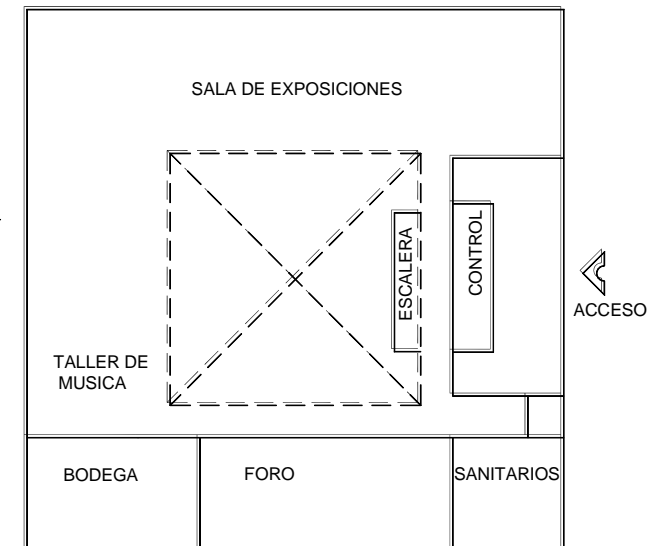 SALA DE EXPOSICIONES
ESCALERA
CONTROL
ACCESO
TALLER DE
MUSICA
BODEGA
FORO
SANITARIOS